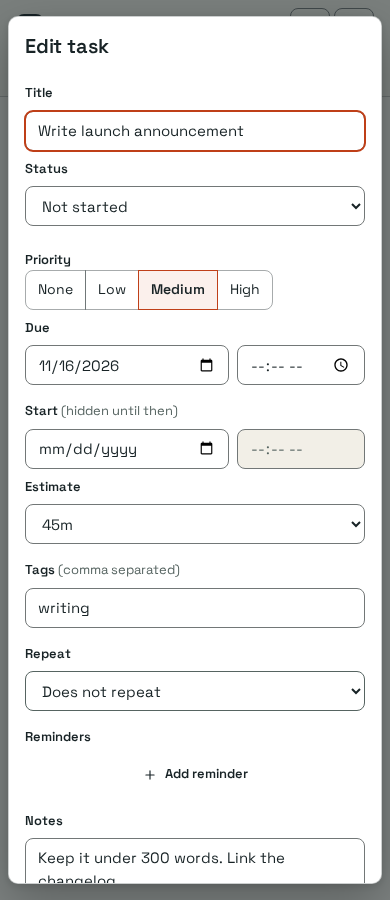 Edit task
Title
Write launch announcement
Status
Not started
Priority
None Low Medium High
Due
11/16/2026 --:-- --
Start (hidden until then)
mm/dd/yyyy --:-- --
Estimate
45m
Tags (comma separated)
writing
Repeat
Does not repeat
Reminders
+ Add reminder
Notes
Keep it under 300 words. Link the
changelog